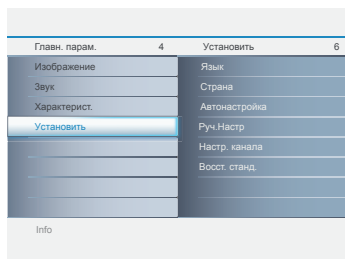 Главн. парам. 4
Изображение
Звук
Характерист.
Установить
Установить 6
Язык
Страна
Автонастройка
Руч.Настр
Настр. канала
Восст. станд.
Info